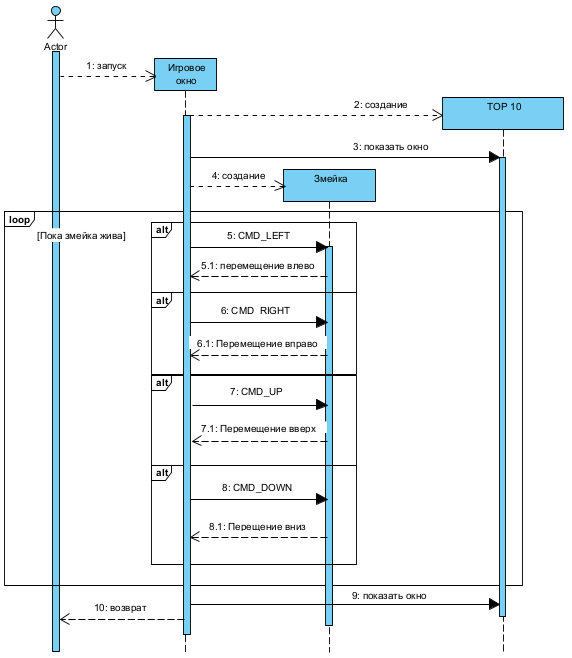 Actor
1: запуск
Игровое
окно
2: создание
TOP 10
3: показать окно
4: создание
Змейка
loop
[Пока змейка жива]
alt
5: CMD_LEFT
5.1: перемещение влево
alt
6: CMD_RIGHT
6.1: Перемещение вправо
alt
7: CMD_UP
7.1: Перемещение вверх
alt
8: CMD_DOWN
8.1: Перещение вниз
9: показать окно
10: возврат